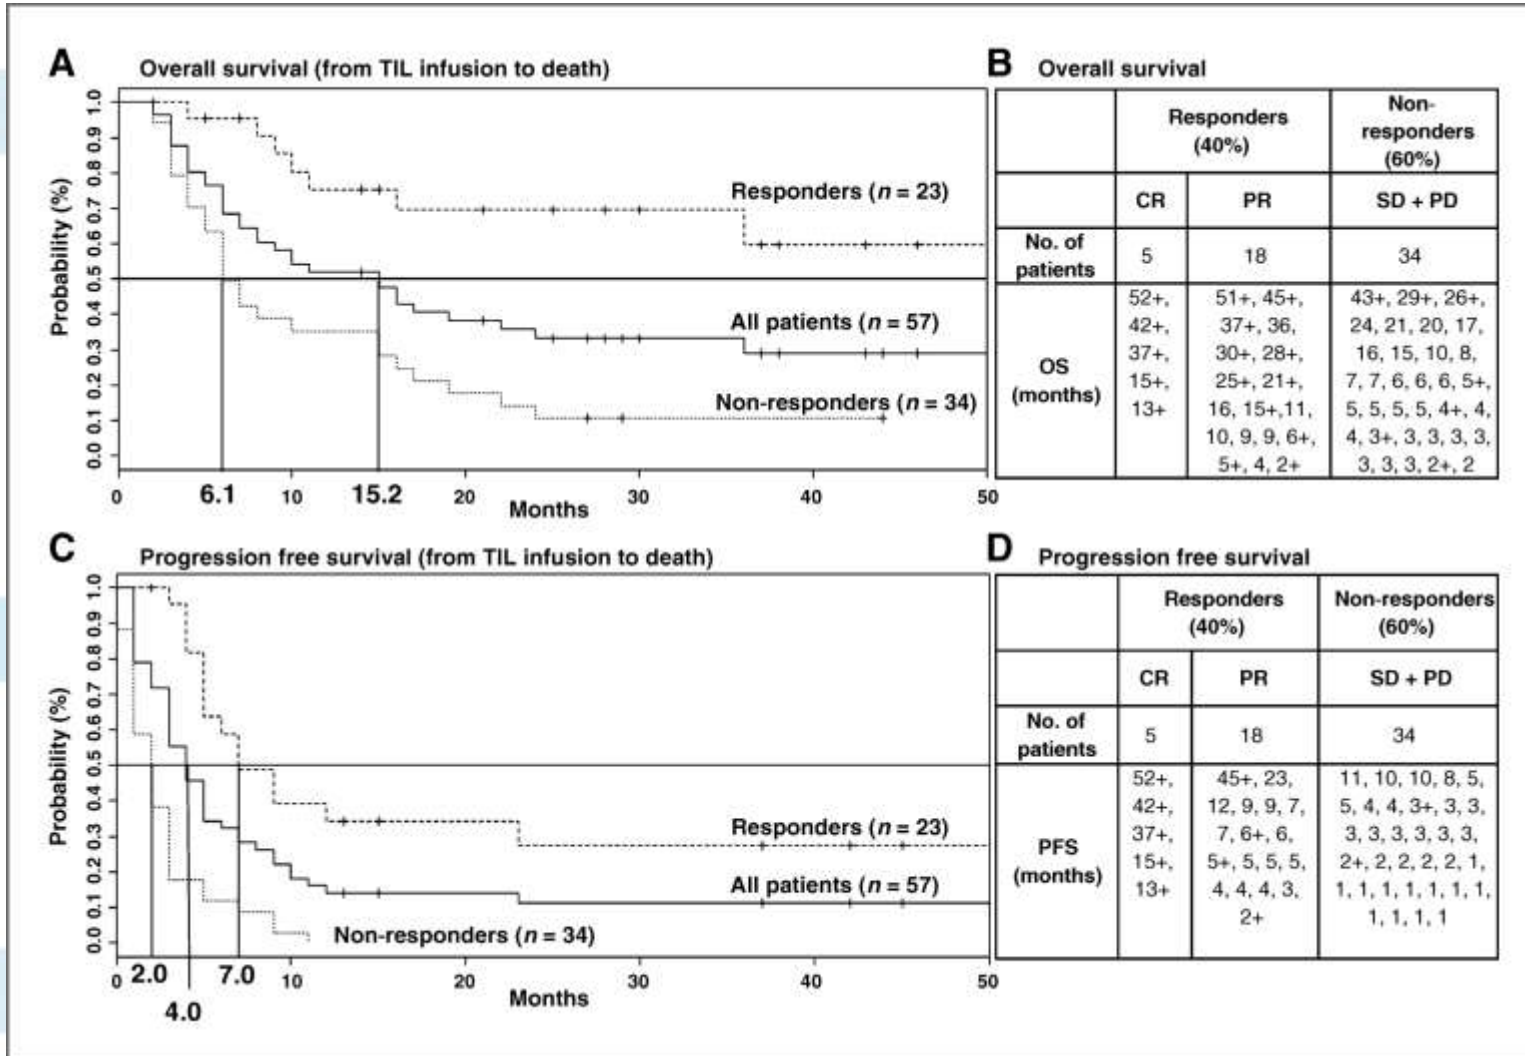 A Overall survival (from TIL infusion to death)
Probability (%)
1.0
0.9
0.8
0.7
0.6
0.5
0.4
0.3
0.2
0.1
0.0
Responders (n = 23)
All patients (n = 57)
Non-responders (n = 34)
0 6.1 10 15.2 20 30 40 50
Months
B Overall survival
Responders (40%) Non-responders (60%)
CR PR SD + PD
No. of patients 5 18 34
OS (months)
52+, 51+, 45+, 43+, 29+, 26+,
42+, 37+, 36, 24, 21, 20, 17,
37+, 30+, 28+, 16, 15, 10, 8,
15+, 25+, 21+, 7, 7, 6, 6, 6, 5+,
13+ 16, 15+,11, 5, 5, 5, 5, 4+, 4,
10, 9, 9, 6+, 4, 3+, 3, 3, 3, 3,
5+, 4, 2+ 3, 3, 3, 2+, 2
C Progression free survival (from TIL infusion to death)
Probability (%)
1.0
0.9
0.8
0.7
0.6
0.5
0.4
0.3
0.2
0.1
0.0
Responders (n = 23)
All patients (n = 57)
Non-responders (n = 34)
0 2.0 7.0 10 20 30 40 50
4.0
Months
D Progression free survival
Responders (40%) Non-responders (60%)
CR PR SD + PD
No. of patients 5 18 34
PFS (months)
52+, 45+, 23, 11, 10, 10, 8, 5,
42+, 12, 9, 9, 7, 5, 4, 4, 3+, 3, 3,
37+, 7, 6+, 6, 3, 3, 3, 3, 3, 3,
15+, 5+, 5, 5, 5, 2+, 2, 2, 2, 2, 1,
13+ 4, 4, 4, 3, 1, 1, 1, 1, 1, 1, 1,
2+ 1, 1, 1, 1